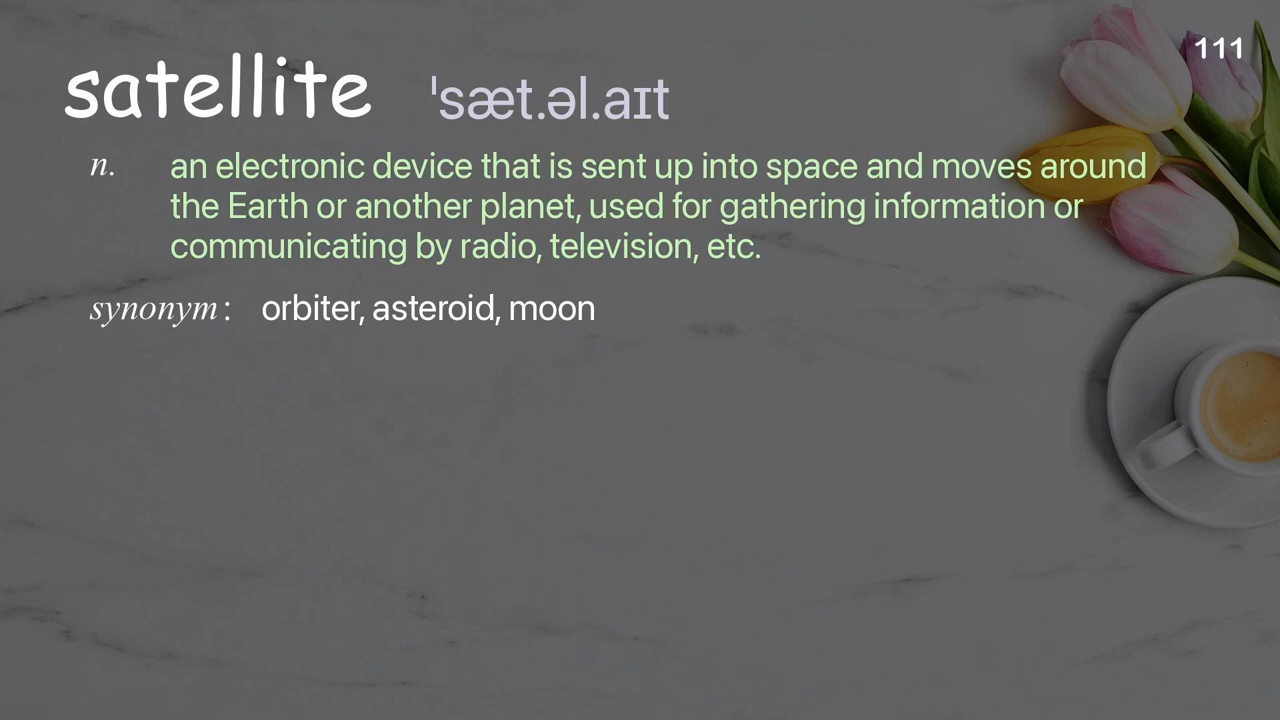 111
satellite ˈsæt.əl.aɪt
n. an electronic device that is sent up into space and moves around
the Earth or another planet, used for gathering information or
communicating by radio, television, etc.
synonym: orbiter, asteroid, moon